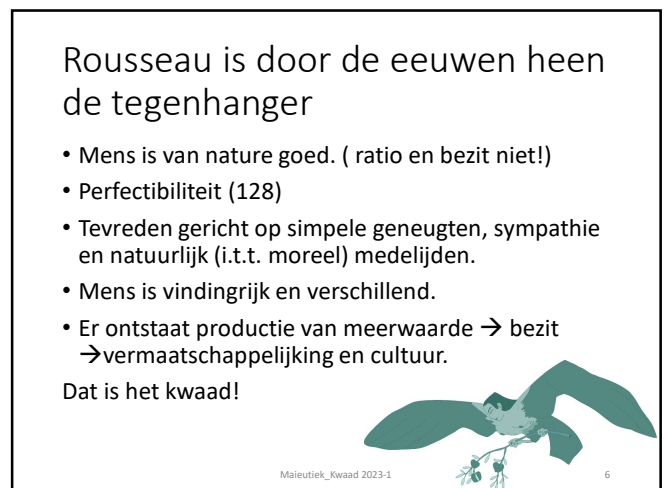 Rousseau is door de eeuwen heen
de tegenhanger
• Mens is van nature goed. ( ratio en bezit niet!)
• Perfectibiliteit (128)
• Tevreden gericht op simpele geneugten, sympathie
en natuurlijk (i.t.t. moreel) medelijden.
• Mens is vindingrijk en verschillend.
• Er ontstaat productie van meerwaarde → bezit
→vermaatschappelijking en cultuur.
Dat is het kwaad!
Maieutiek_Kwaad 2023-1
6